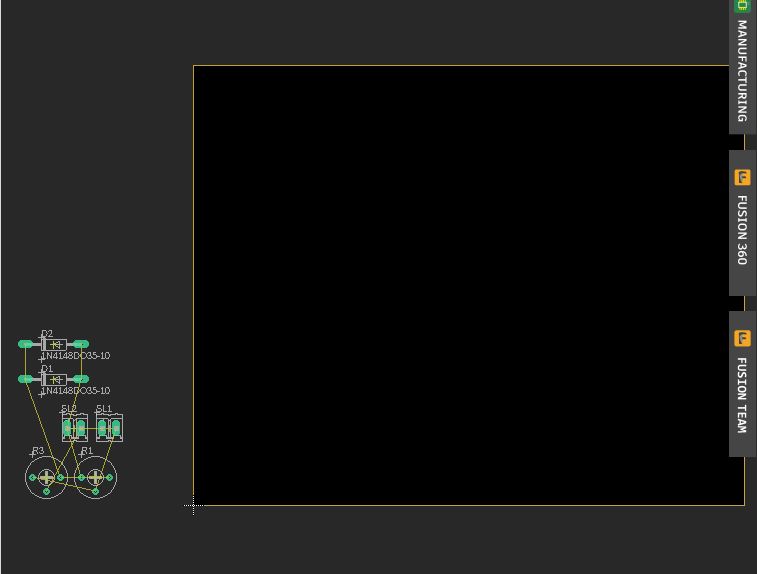 MANUFACTURING
FUSION 360
FUSION TEAM
D2
1N4148DO35-10
D1
1N4148DO35-10
SL2 SL1
R3 R1